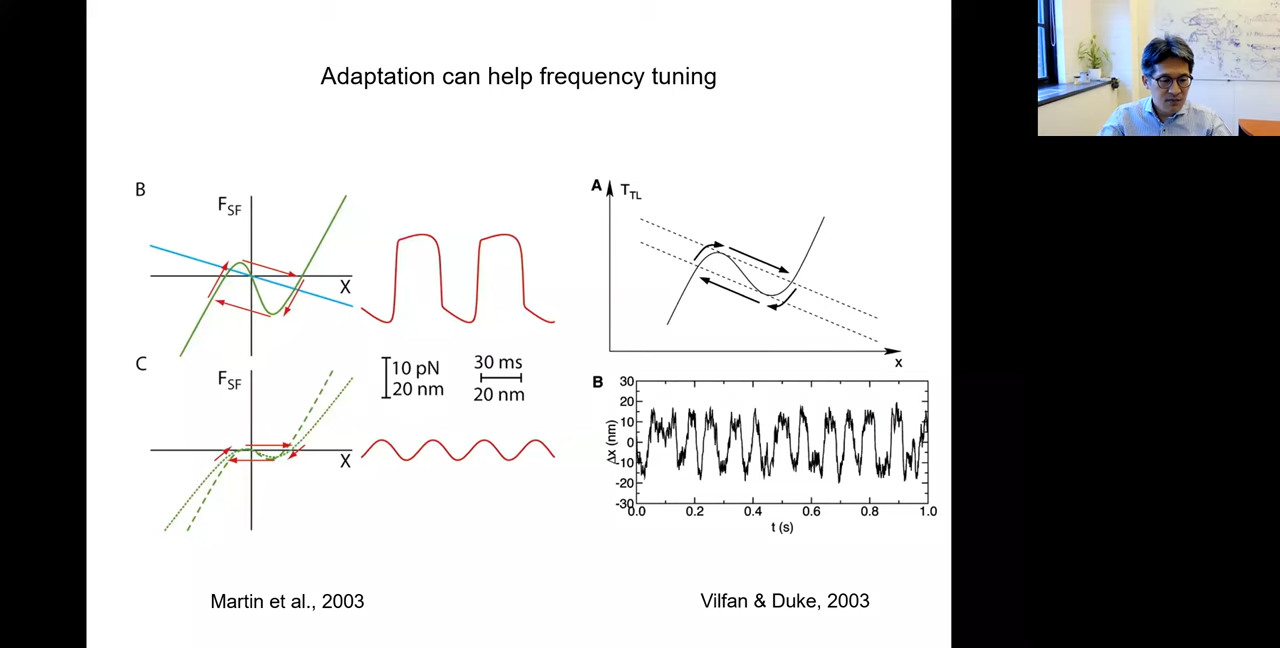 Adaptation can help frequency tuning
B
F_SF
X
C
F_SF
X
10 pN
20 nm
30 ms
20 nm
A
T_TL
x
B
30
20
10
0
-10
-20
-30
Δx (nm)
0.0 0.2 0.4 0.6 0.8 1.0
t (s)
Martin et al., 2003
Vilfan & Duke, 2003